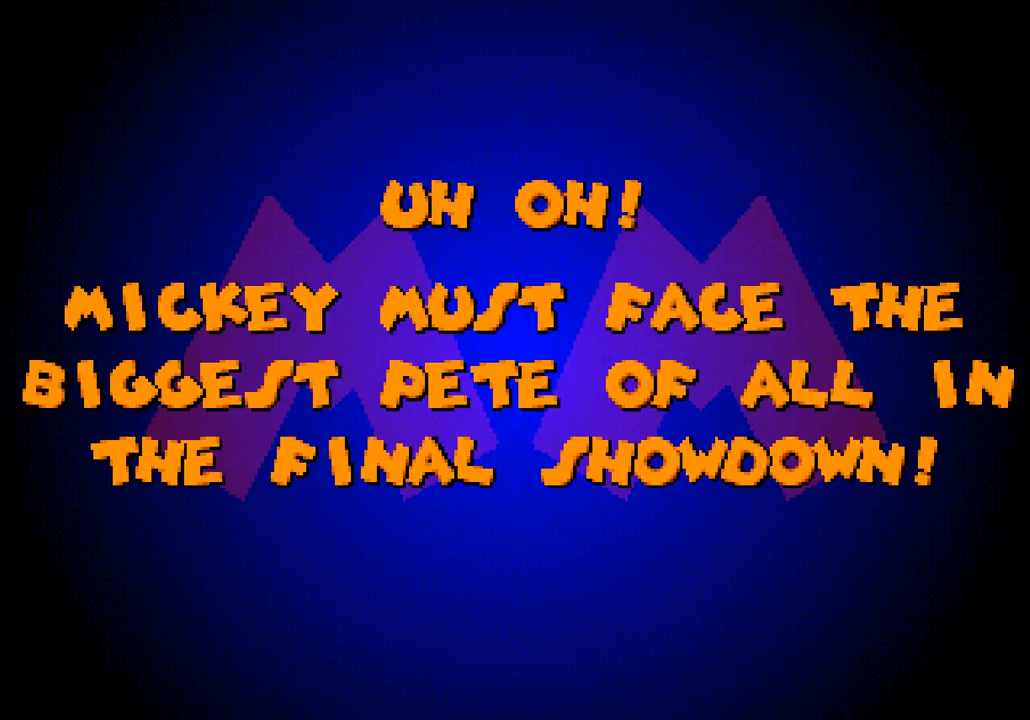 UH OH!
MICKEY MUST FACE THE
BIGGEST PETE OF ALL IN
THE FINAL SHOWDOWN!